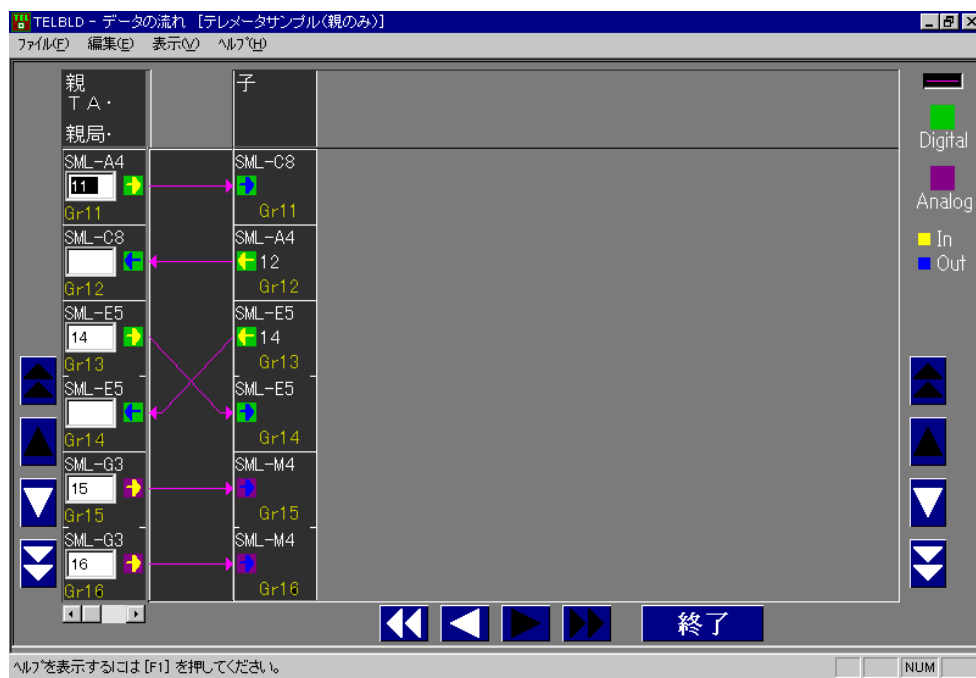 TELBLD - データの流れ [テレメータサンプル(親のみ)]
ファイル(F) 編集(E) 表示(V) ヘルプ(H)
親 子
TA・
親局・
Digital
Analog
In
Out
SML-A4 SML-C8
11
Gr11 Gr11
SML-C8 SML-A4
12
Gr12 Gr12
SML-E5 SML-E5
14 14
Gr13 Gr13
SML-E5 SML-E5
Gr14 Gr14
SML-G3 SML-M4
15
Gr15 Gr15
SML-G3 SML-M4
16
Gr16 Gr16
終了
ヘルプを表示するには [F1] を押してください。
NUM